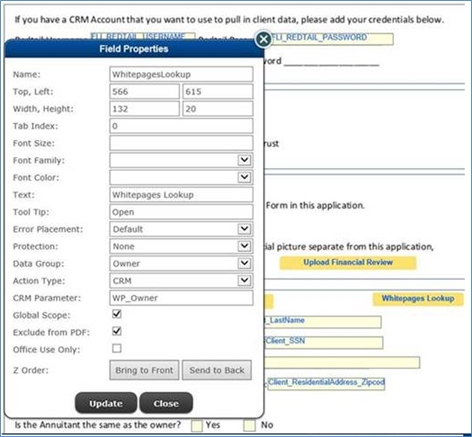 If you have a CRM Account that you want to use to pull in client data, please add your credentials below.
FLI_REDTAIL_USERNAME FLI_REDTAIL_PASSWORD
Field Properties
word
Name: WhitepagesLookup
Top, Left: 566 615
Width, Height: 132 20
Tab Index: 0
Font Size:
Font Family:
Font Color:
Text: Whitepages Lookup
Tool Tip: Open
Error Placement: Default
Protection: None
Data Group: Owner
Action Type: CRM
CRM Parameter: WP_Owner
Global Scope:
Exclude from PDF:
Office Use Only:
Z Order: Bring to Front Send to Back
Update Close
rust
Form in this application.
ial picture separate from this application,
Upload Financial Review
Whitepages Lookup
_LastName
Client_SSN
Client_ResidentialAddress_Zipcod
Is the Annuitant the same as the owner? Yes No